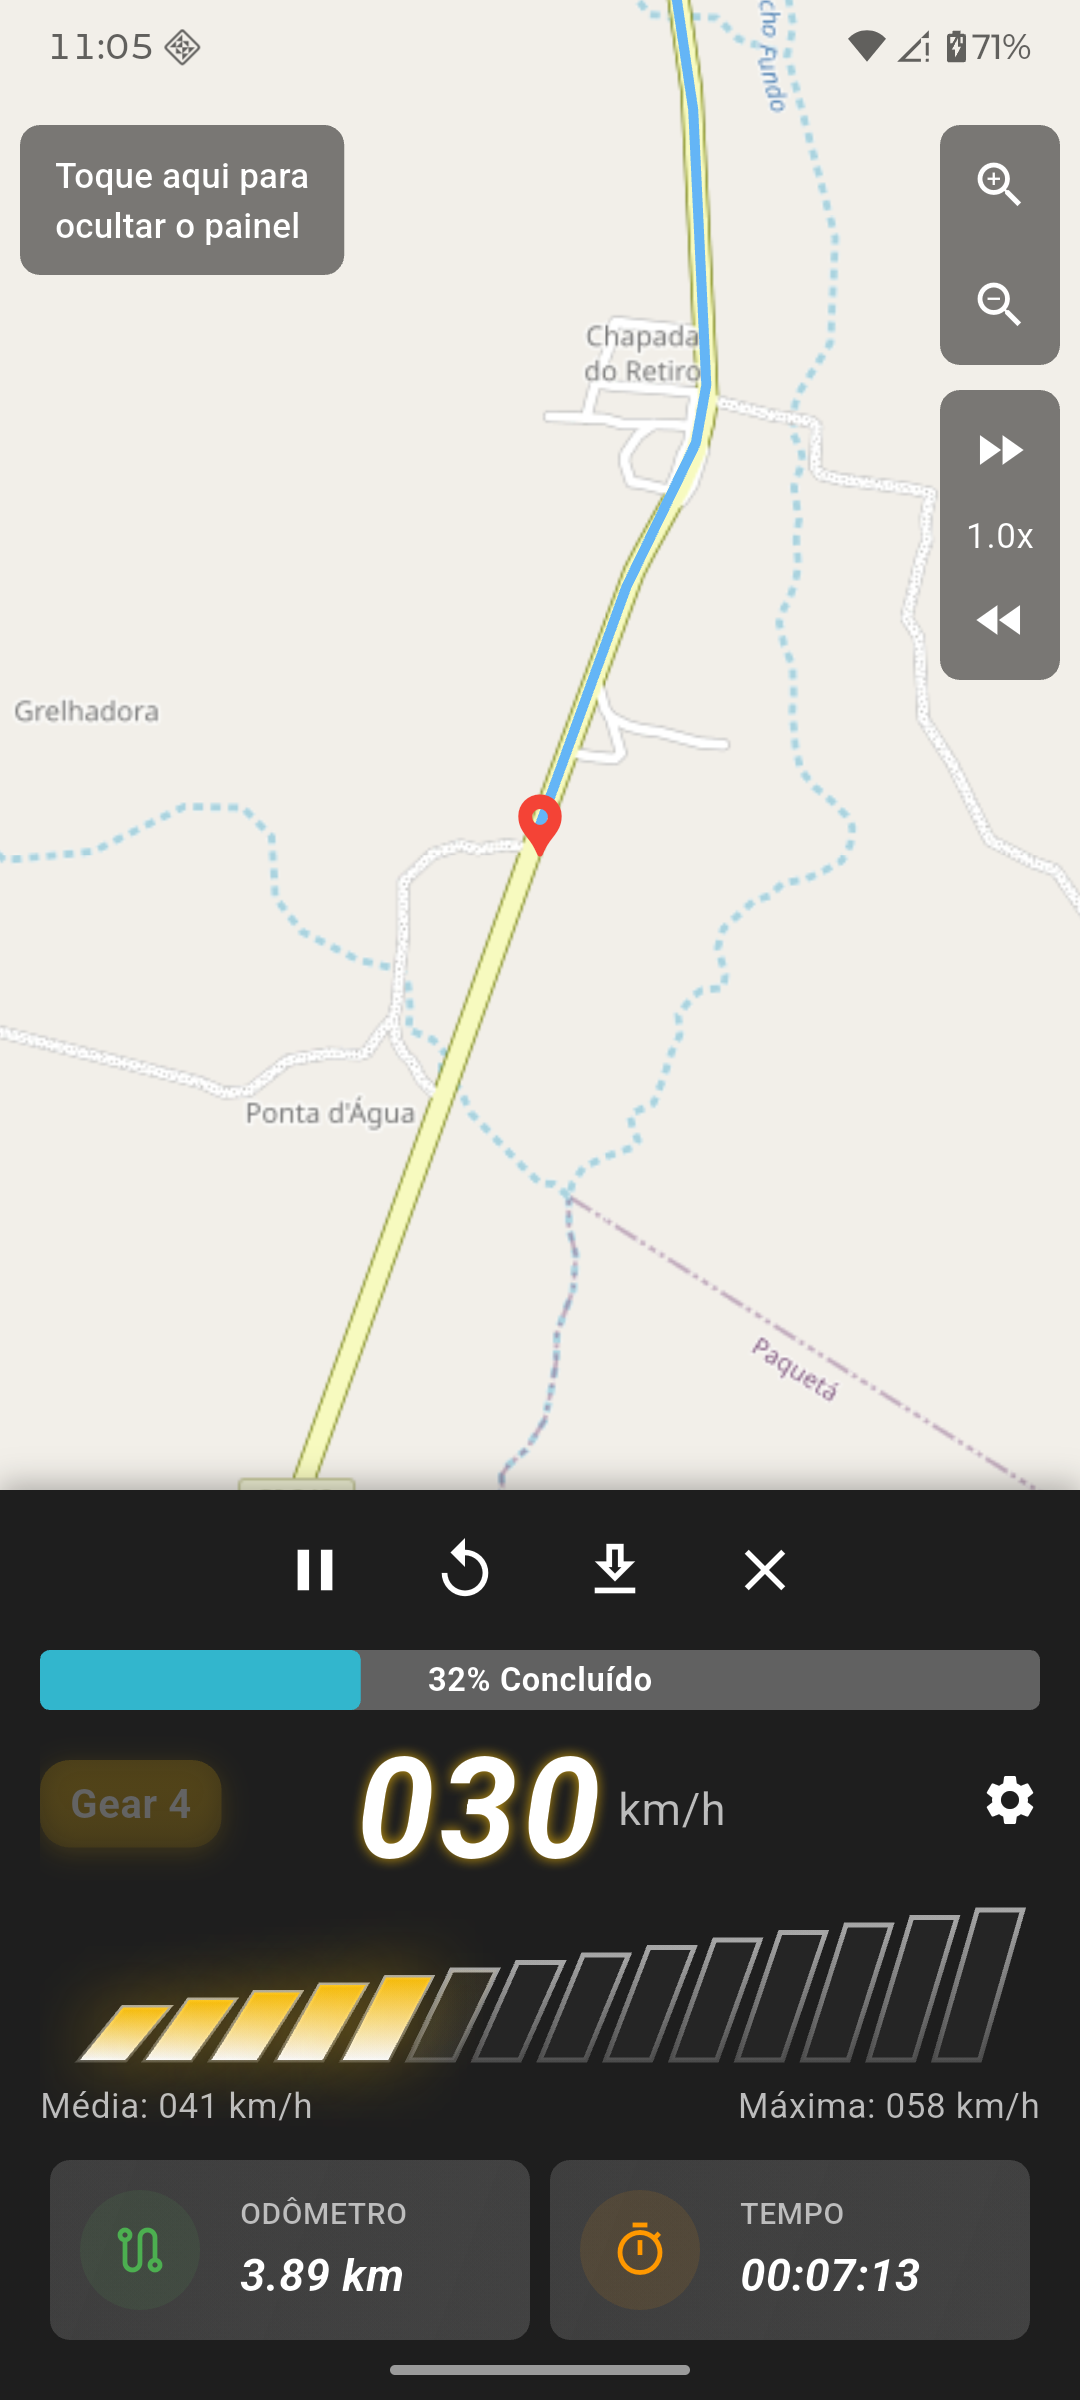 11:05
71%
cho Fundo
Toque aqui para
ocultar o painel
Chapada
do Retiro
1.0x
Grelhadora
Ponta d'Água
Paquetá
32% Concluído
Gear 4
030 km/h
Média: 041 km/h
Máxima: 058 km/h
ODÔMETRO
3.89 km
TEMPO
00:07:13